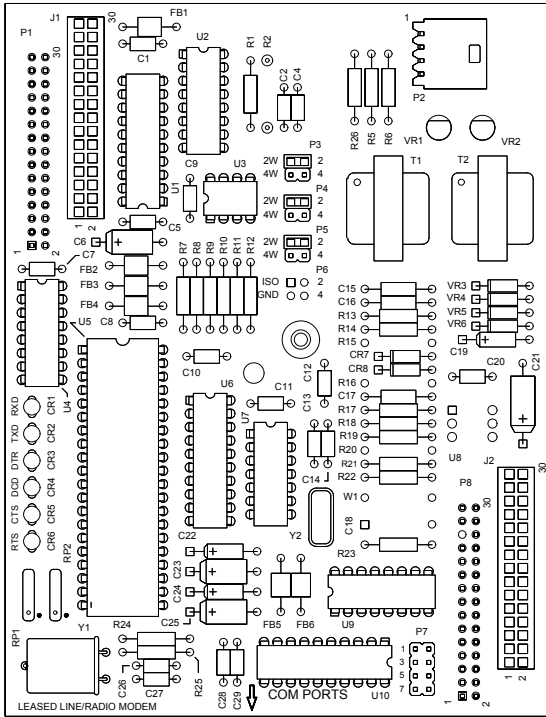 J1
30
FB1
P1
U2
R1
R2
1
30
C1
C2
C4
P2
R26
R5
R6
VR1
VR2
C9
U3
P3
2W
2
4W
4
T1
T2
U1
P4
2W
2
4W
4
1
2
C5
P5
2W
2
4W
4
1
2
C6
C7
R7
R8
R9
R10
R11
R12
FB2
P6
ISO
2
GND
4
FB3
C15
VR3
C16
VR4
FB4
R13
VR5
U5
C8
R14
VR6
R15
C19
C21
CR7
C10
C12
CR8
C20
U6
R16
U4
C11
C13
C17
RXD
CR1
U7
R17
TXD
CR2
R18
R19
DTR
CR3
R20
U8
J2
R21
30
DCD
CR4
C14
R22
P8
CTS
CR5
W1
30
RTS
CR6
C22
Y2
C18
RP2
C23
R23
C24
FB5
FB6
U9
C25
RP1
Y1
R24
P7
1
3
5
7
C26
C27
R25
C28
C29
COM PORTS
U10
1
2
1
2
LEASED LINE/RADIO MODEM